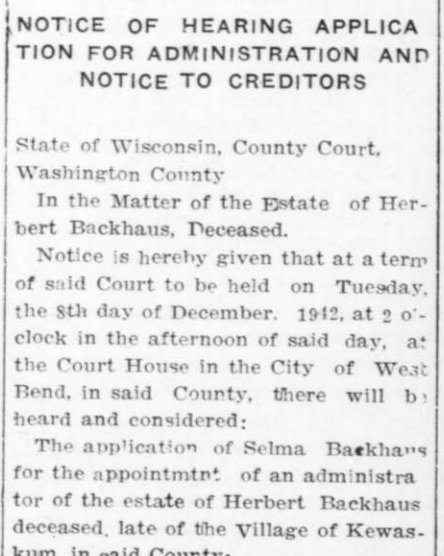 NOTICE OF HEARING APPLICA
TION FOR ADMINISTRATION AND
NOTICE TO CREDITORS
State of Wisconsin, County Court,
Washington County
In the Matter of the Estate of Her-
bert Backhaus, Deceased.
Notice is hereby given that at a term
of said Court to be held on Tuesday,
the 8th day of December, 1942, at 2 o'-
clock in the afternoon of said day, at
the Court House in the City of West
Bend, in said County, there will be
heard and considered:
The application of Selma Backhaus
for the appointmtnt of an administra
tor of the estate of Herbert Backhaus
deceased, late of the Village of Kewas-
kum, in said County;